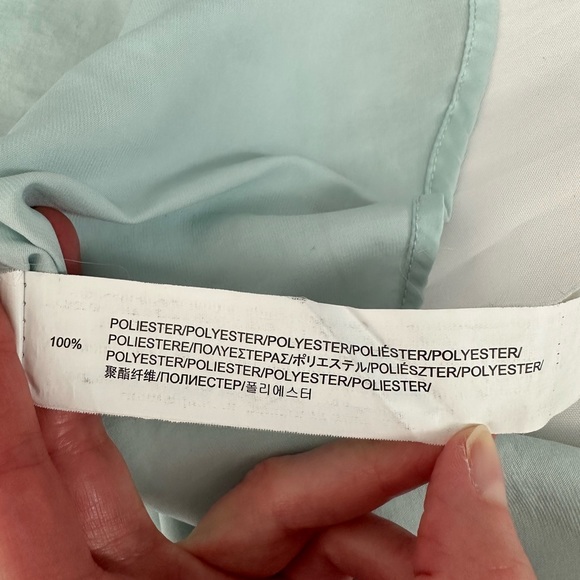 100%
POLIESTER/POLYESTER/POLYESTER/POLIÉSTER/POLYESTER/
POLIESTERE/ΠΟΛΥΕΣΤΕΡΑΣ/ポリエステル/POLIÉSZTER/POLYESTER/
POLYESTER/POLIESTER/POLYESTER/POLIESTER/
聚酯纤维/ПОЛИЕСТЕР/폴리에스터